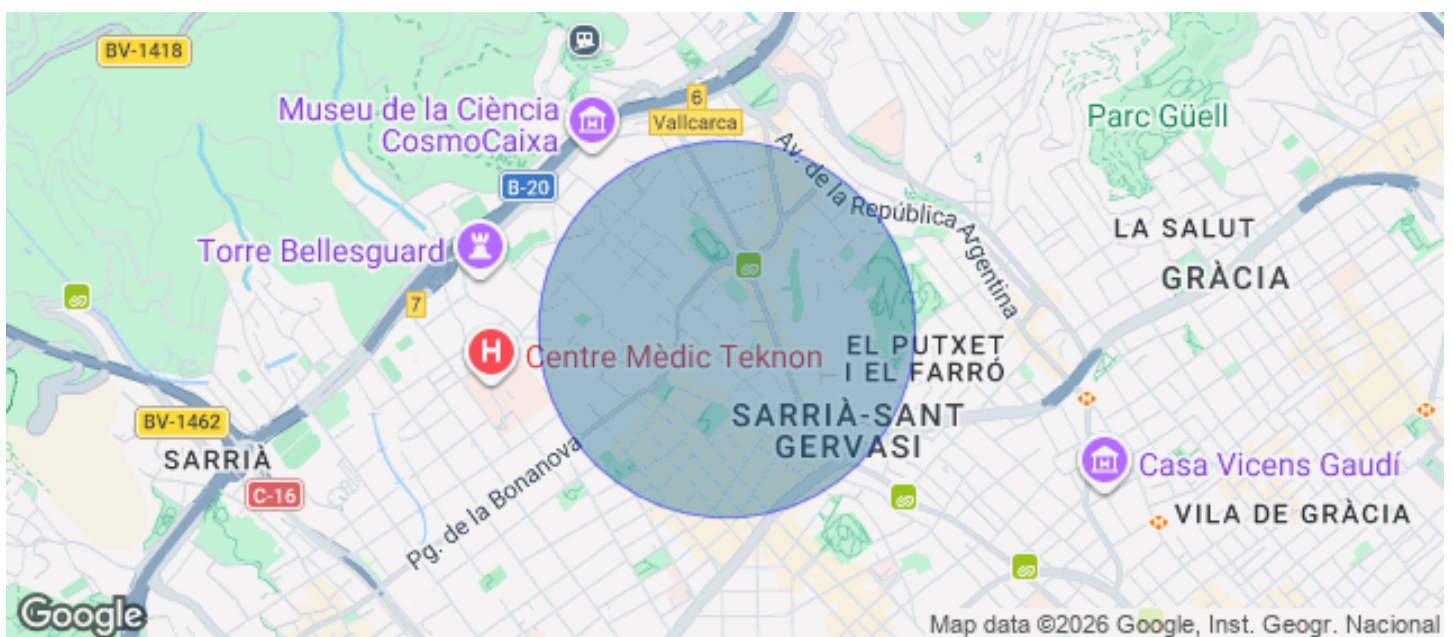 BV-1418
Museu de la Ciència
CosmoCaixa
6
Vallcarca
Parc Güell
B-20
Av. de la República Argentina
Torre Bellesguard
LA SALUT
GRÀCIA
7
H
Centre Mèdic Teknon
EL PUTXET
I EL FARRÓ
BV-1462
SARRIÀ
SARRIÀ-SANT
GERVASI
C-16
Pg. de la Bonanova
Casa Vicens Gaudí
VILA DE GRÀCIA
Google
Map data ©2026 Google, Inst. Geogr. Nacional